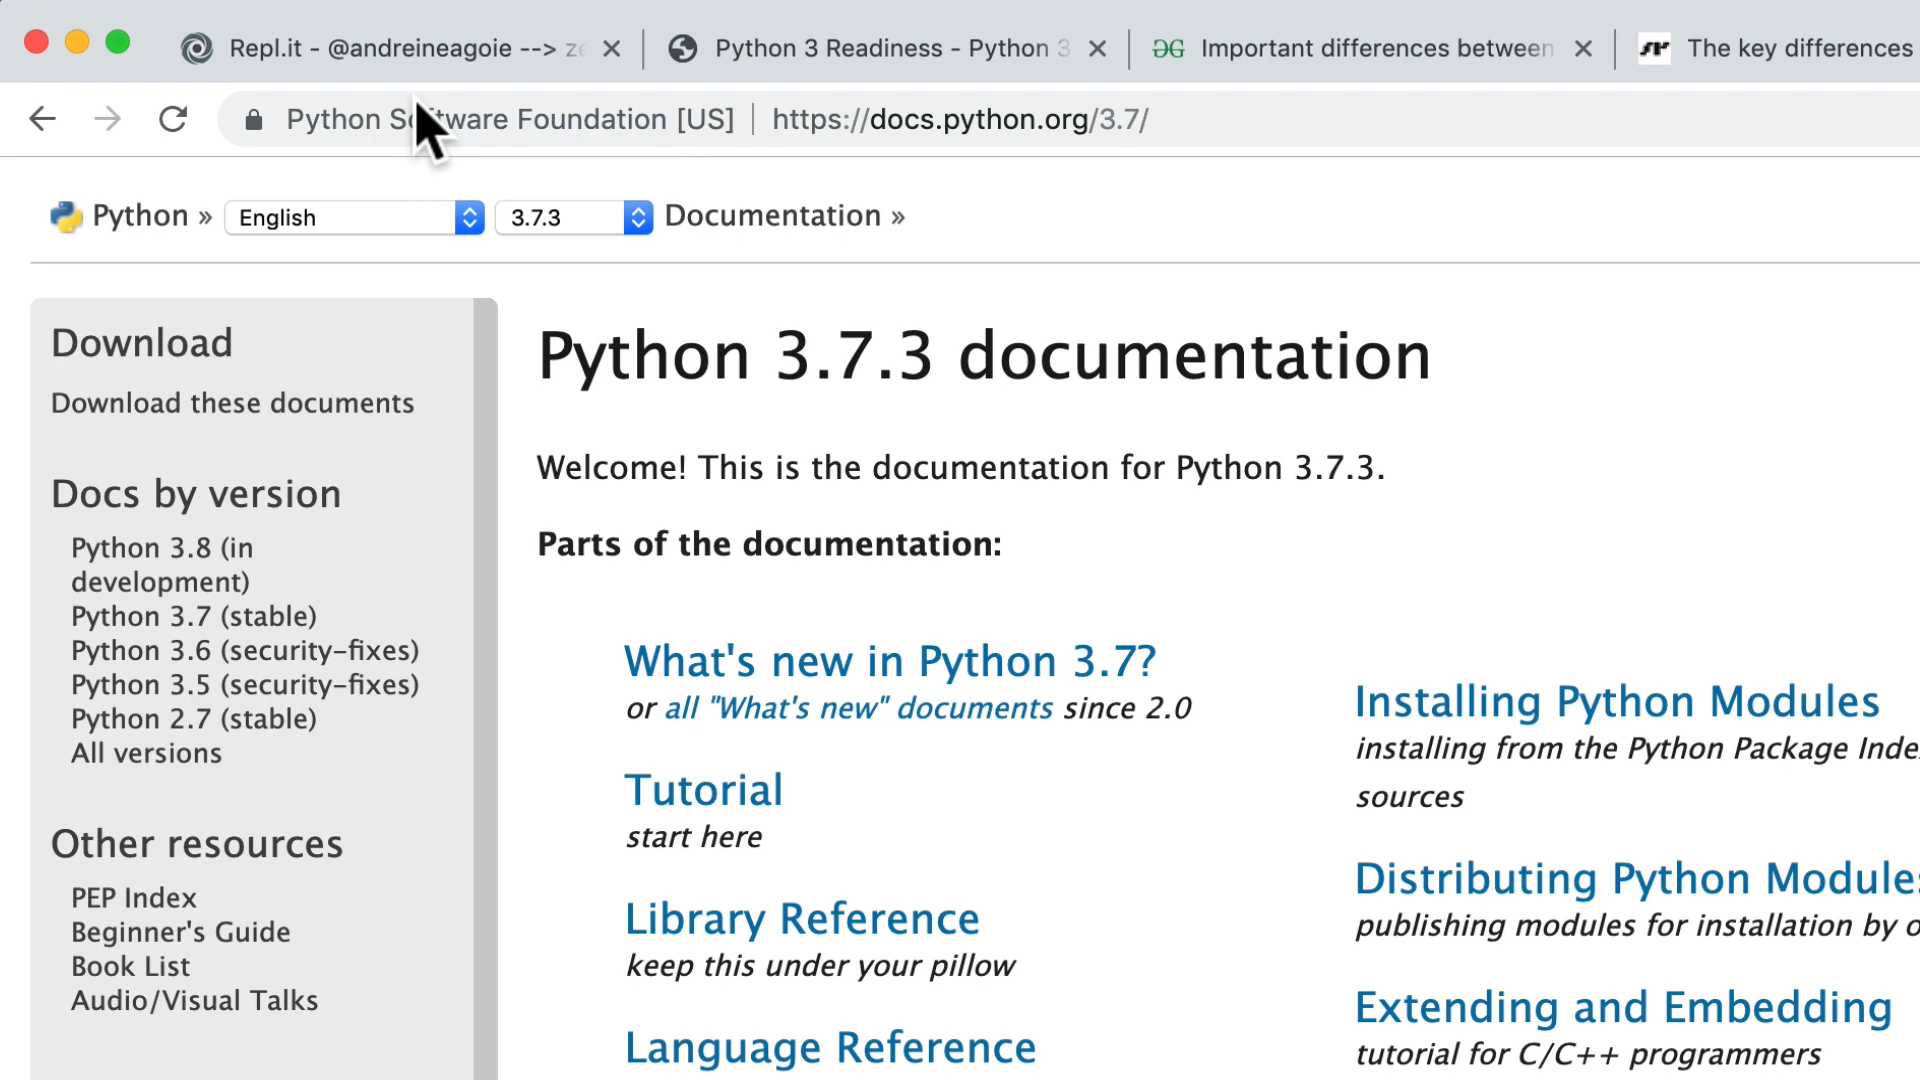 Repl.it - @andreineagoie --> ze
Python 3 Readiness - Python 3
Important differences between
The key differences
Python Software Foundation [US] | https://docs.python.org/3.7/
Python » English 3.7.3 Documentation »
Download
Download these documents
Docs by version
Python 3.8 (in
development)
Python 3.7 (stable)
Python 3.6 (security-fixes)
Python 3.5 (security-fixes)
Python 2.7 (stable)
All versions
Other resources
PEP Index
Beginner's Guide
Book List
Audio/Visual Talks
Python 3.7.3 documentation
Welcome! This is the documentation for Python 3.7.3.
Parts of the documentation:
What's new in Python 3.7?
or all "What's new" documents since 2.0
Tutorial
start here
Library Reference
keep this under your pillow
Language Reference
Installing Python Modules
installing from the Python Package Inde
sources
Distributing Python Modules
publishing modules for installation by o
Extending and Embedding
tutorial for C/C++ programmers